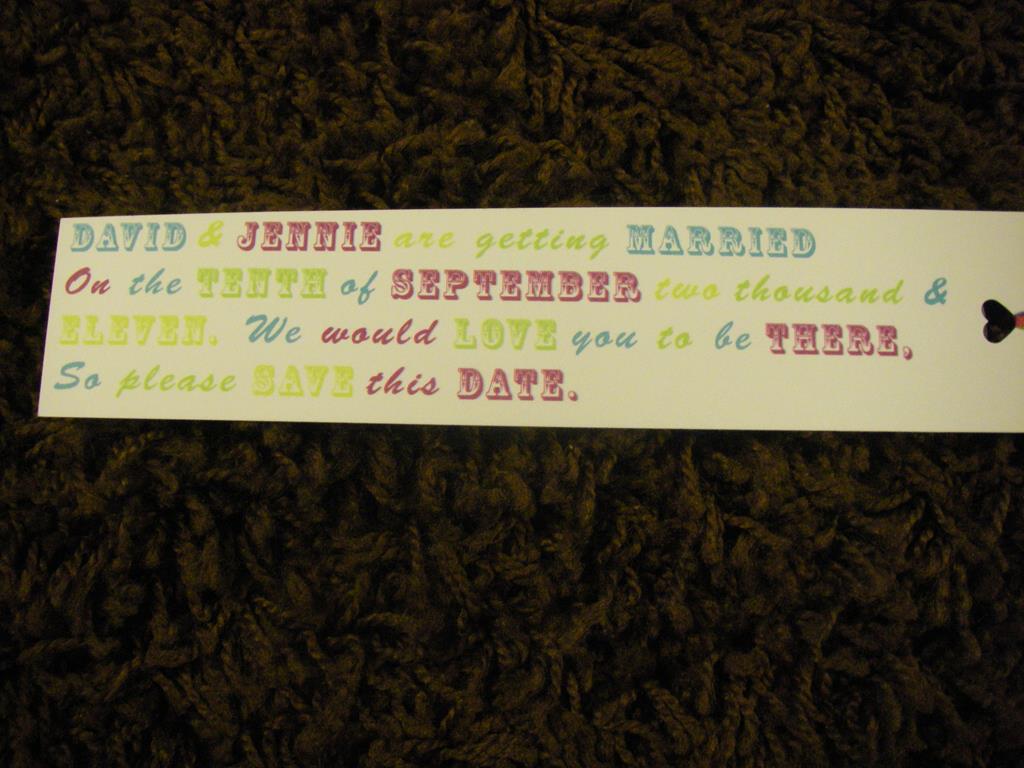 DAVID & JENNIE are getting MARRIED
On the TENTH of SEPTEMBER two thousand &
ELEVEN. We would LOVE you to be THERE,
So please SAVE this DATE.